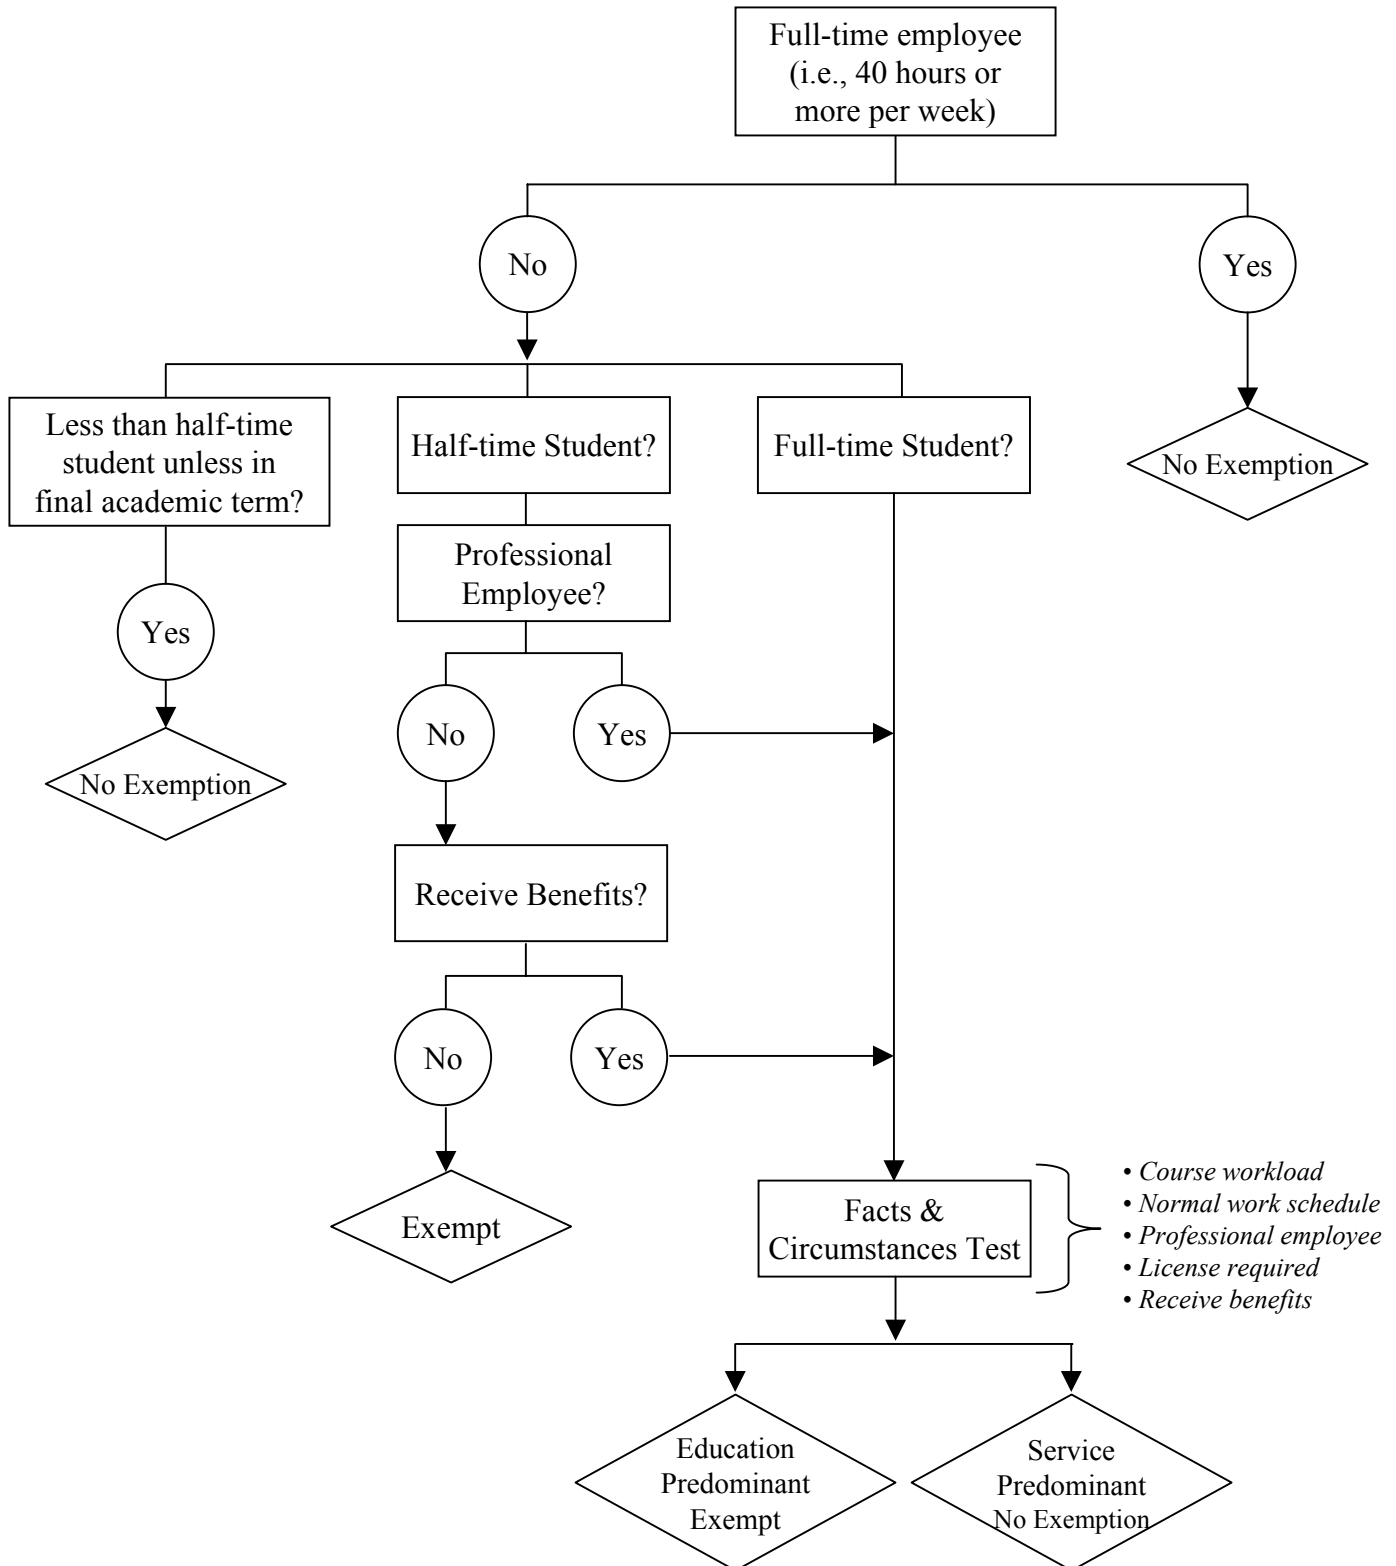 Full-time employee
(i.e., 40 hours or
more per week)
No
Yes
Less than half-time
student unless in
final academic term?
Half-time Student?
Full-time Student?
No Exemption
Professional
Employee?
Yes
No
Yes
No Exemption
Receive Benefits?
No
Yes
Exempt
Facts &
Circumstances Test
• Course workload
• Normal work schedule
• Professional employee
• License required
• Receive benefits
Education
Predominant
Exempt
Service
Predominant
No Exemption